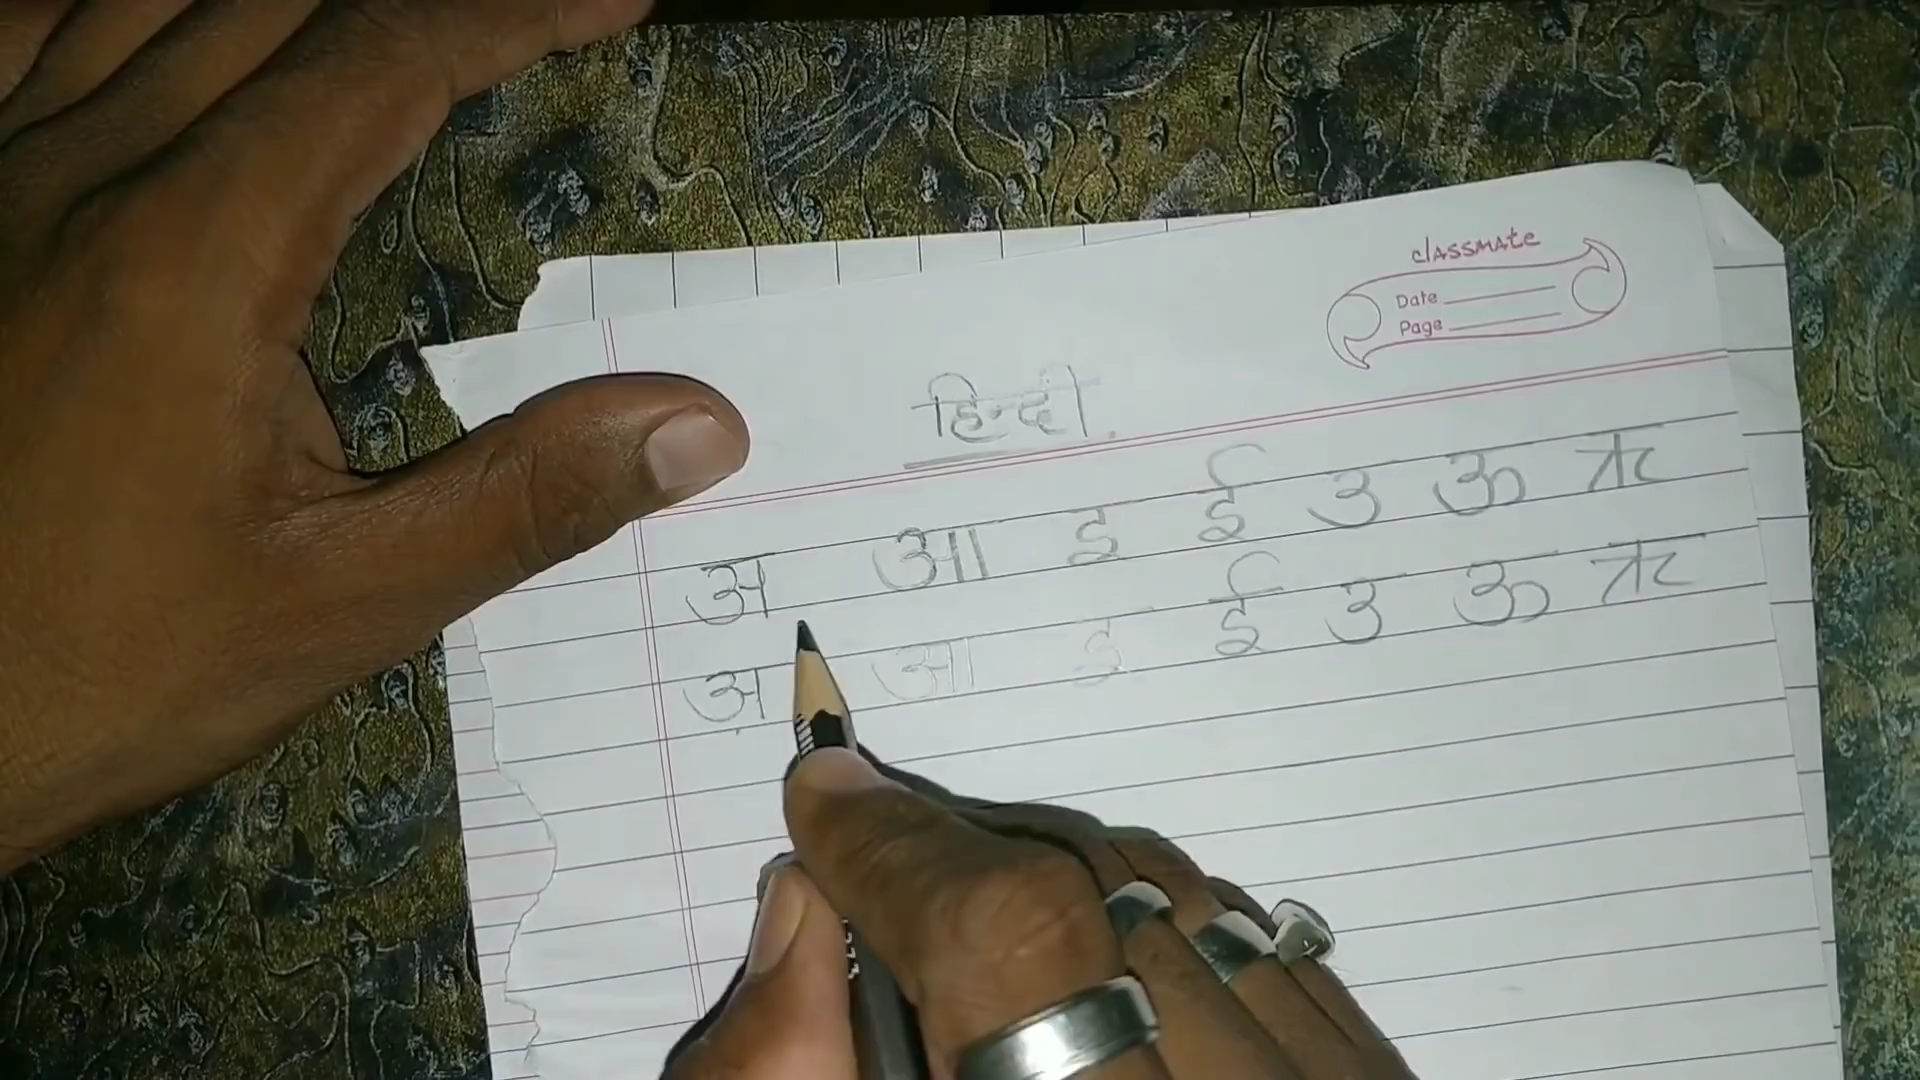 classmate
Date
Page
हिन्दी
अ आ इ ई उ ऊ ऋ
अ आ इ ई उ ऊ ऋ